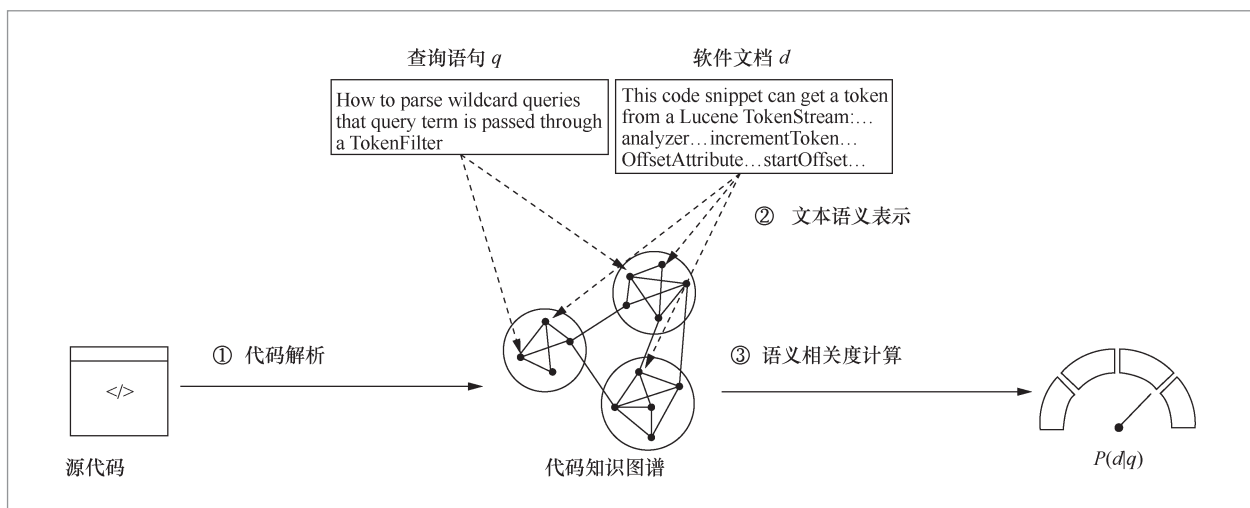 查询语句 q
软件文档 d
How to parse wildcard queries
that query term is passed through
a TokenFilter
This code snippet can get a token
from a Lucene TokenStream:…
analyzer…incrementToken…
OffsetAttribute…startOffset…
② 文本语义表示
① 代码解析
③ 语义相关度计算
</>
源代码
代码知识图谱
P(d|q)